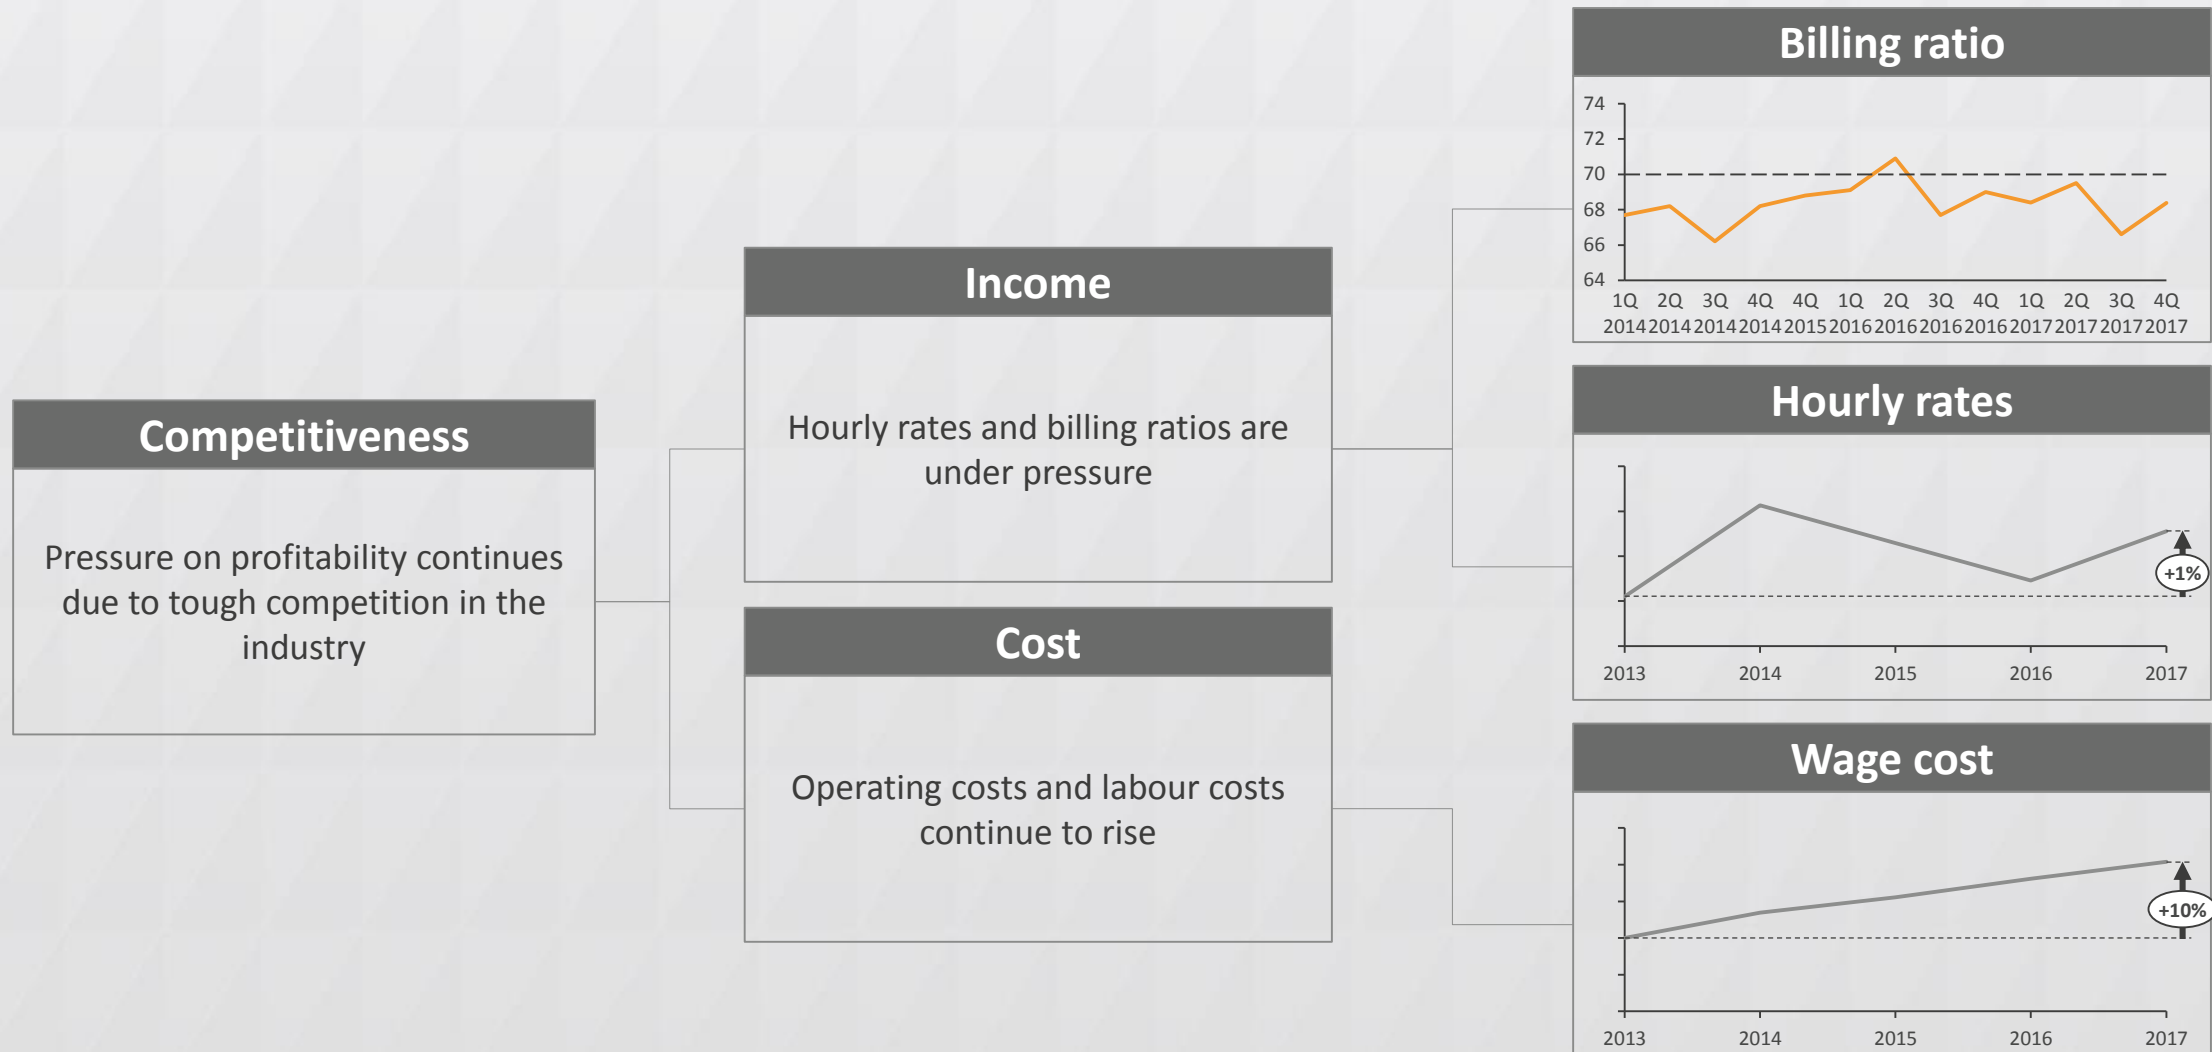 Competitiveness
Pressure on profitability continues
due to tough competition in the
industry
Income
Hourly rates and billing ratios are
under pressure
Cost
Operating costs and labour costs
continue to rise
Billing ratio
74
72
70
68
66
64
1Q 2Q 3Q 4Q 4Q 1Q 2Q 3Q 4Q 1Q 2Q 3Q 4Q
2014 2014 2014 2014 2015 2016 2016 2016 2016 2017 2017 2017 2017
Hourly rates
+1%
2013 2014 2015 2016 2017
Wage cost
+10%
2013 2014 2015 2016 2017